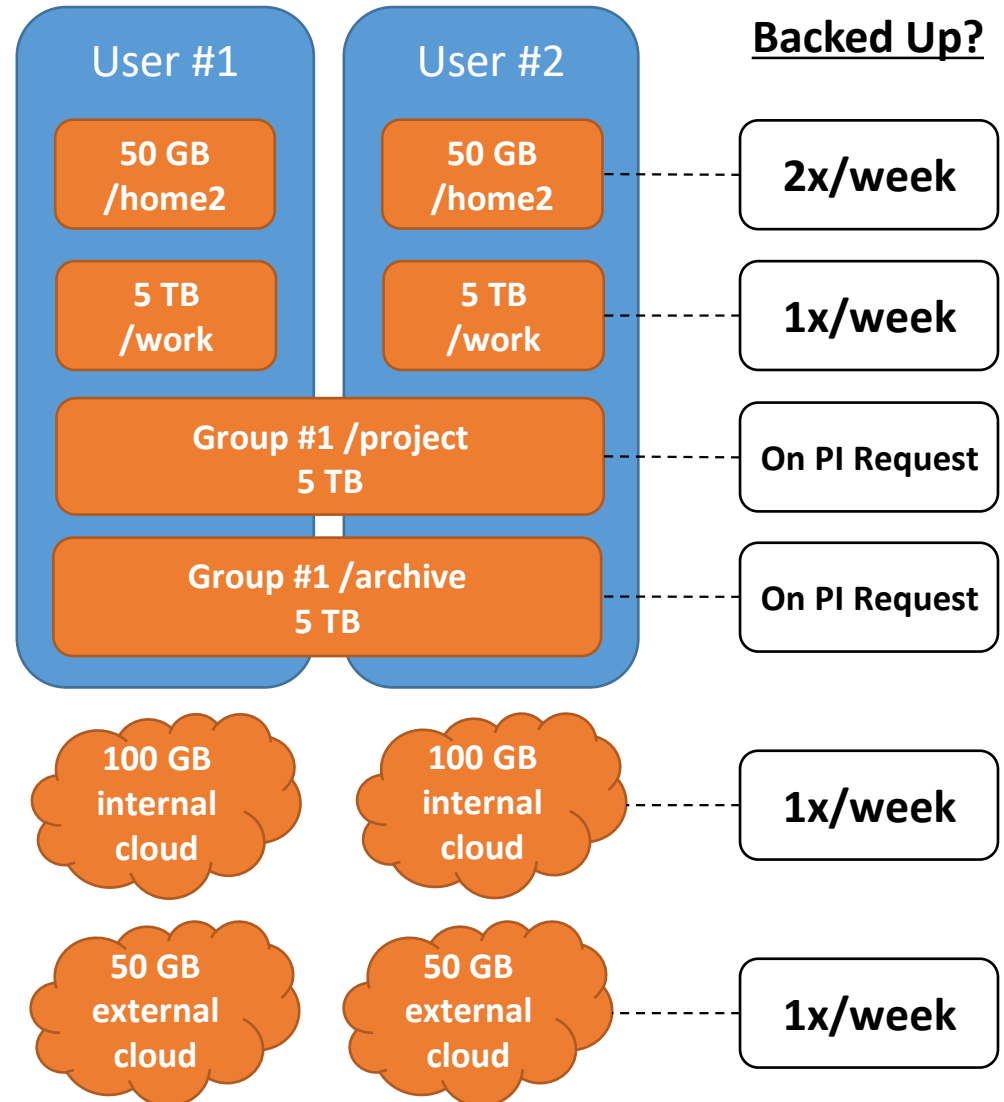 User #1
User #2
Backed Up?
50 GB
/home2
50 GB
/home2
2x/week
5 TB
/work
5 TB
/work
1x/week
Group #1 /project
5 TB
On PI Request
Group #1 /archive
5 TB
On PI Request
100 GB
internal
cloud
100 GB
internal
cloud
1x/week
50 GB
external
cloud
50 GB
external
cloud
1x/week